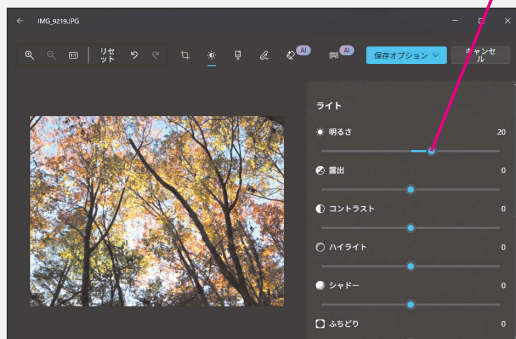 IMG_9219.JPG
リセ
ット
AI
AI
保存オプション
キャンセ
ル
ライト
明るさ 20
露出 0
コントラスト 0
ハイライト 0
シャドー 0
ふちどり 0